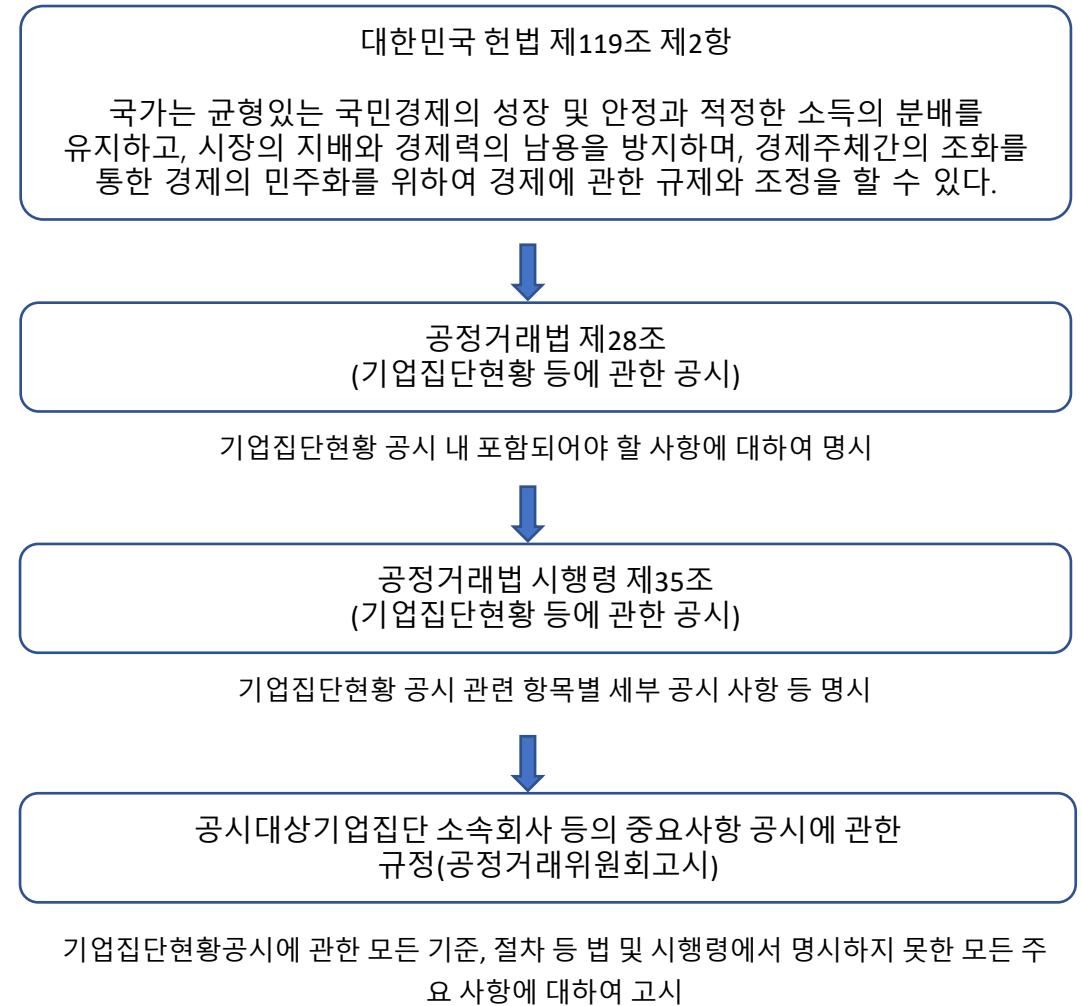 대한민국 헌법 제119조 제2항
국가는 균형있는 국민경제의 성장 및 안정과 적정한 소득의 분배를
유지하고, 시장의 지배와 경제력의 남용을 방지하며, 경제주체간의 조화를
통한 경제의 민주화를 위하여 경제에 관한 규제와 조정을 할 수 있다.
공정거래법 제28조
(기업집단현황 등에 관한 공시)
기업집단현황 공시 내 포함되어야 할 사항에 대하여 명시
공정거래법 시행령 제35조
(기업집단현황 등에 관한 공시)
기업집단현황 공시 관련 항목별 세부 공시 사항 등 명시
공시대상기업집단 소속회사 등의 중요사항 공시에 관한
규정(공정거래위원회고시)
기업집단현황공시에 관한 모든 기준, 절차 등 법 및 시행령에서 명시하지 못한 모든 주
요 사항에 대하여 고시